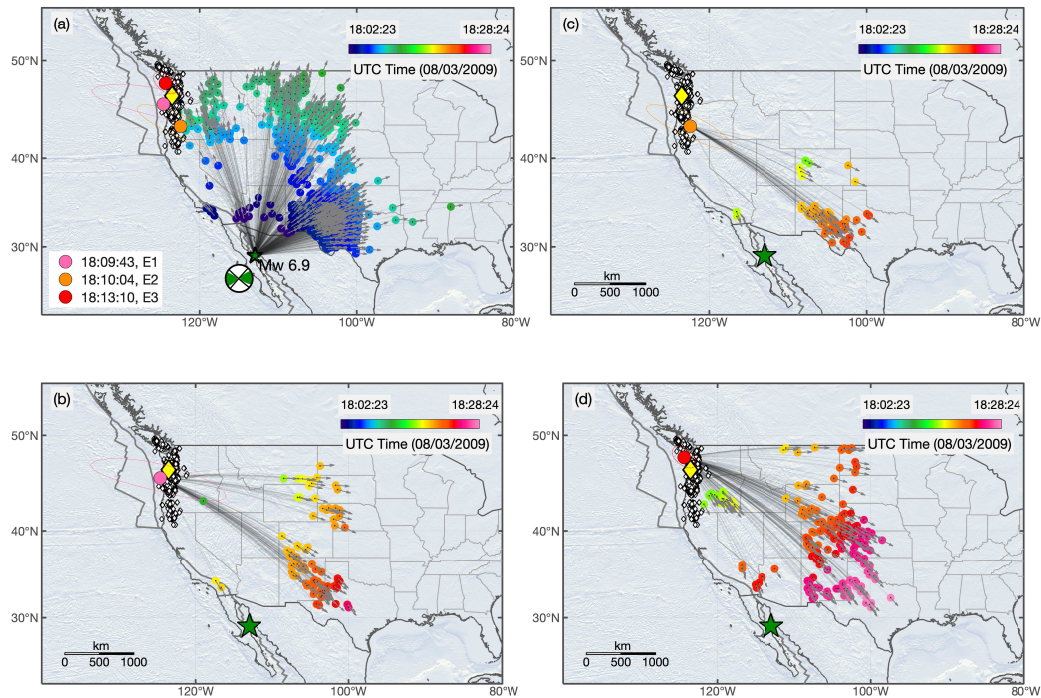 (a)
18:02:23 18:28:24
UTC Time (08/03/2009)
50°N
40°N
30°N
Mw 6.9
18:09:43, E1
18:10:04, E2
18:13:10, E3
120°W 100°W 80°W
(c)
18:02:23 18:28:24
UTC Time (08/03/2009)
50°N
40°N
30°N
km
0 500 1000
120°W 100°W 80°W
(b)
18:02:23 18:28:24
UTC Time (08/03/2009)
50°N
40°N
30°N
km
0 500 1000
120°W 100°W 80°W
(d)
18:02:23 18:28:24
UTC Time (08/03/2009)
50°N
40°N
30°N
km
0 500 1000
120°W 100°W 80°W